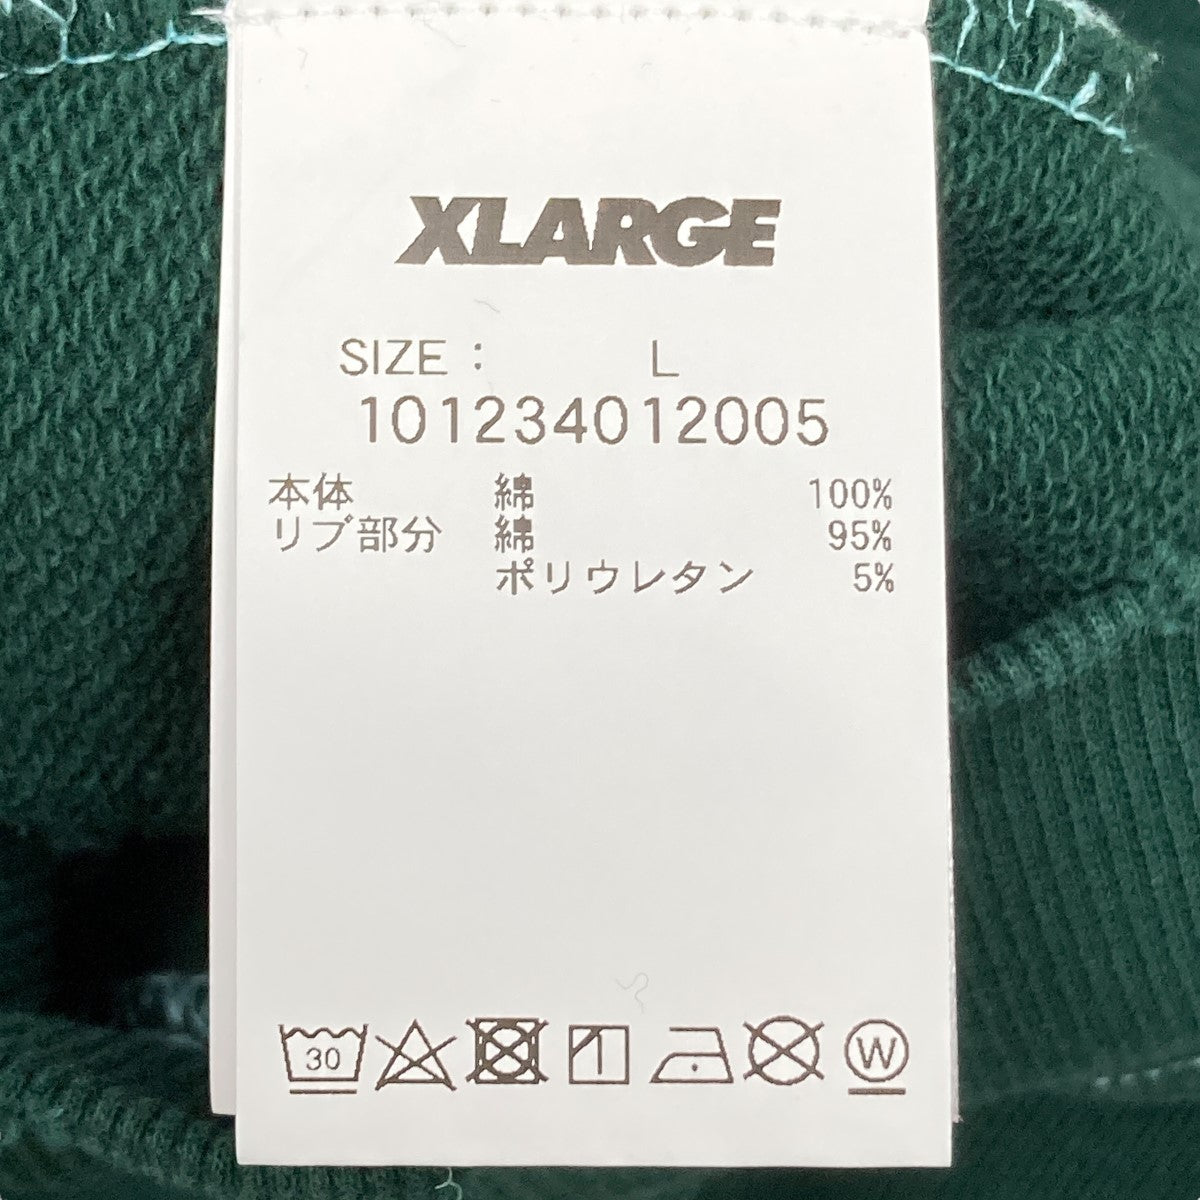 XLARGE
SIZE : L
101234012005
本体 綿 100%
リブ部分 綿 95%
ポリウレタン 5%
30 W